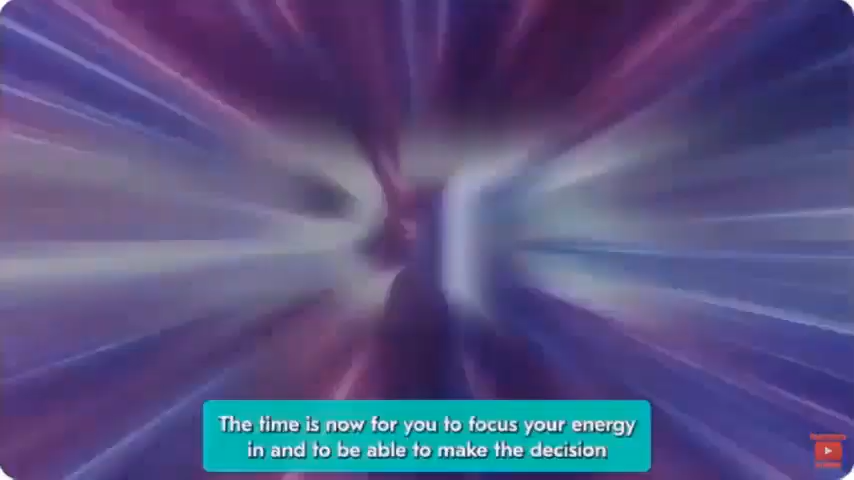 The time is now for you to focus your energy
in and to be able to make the decision